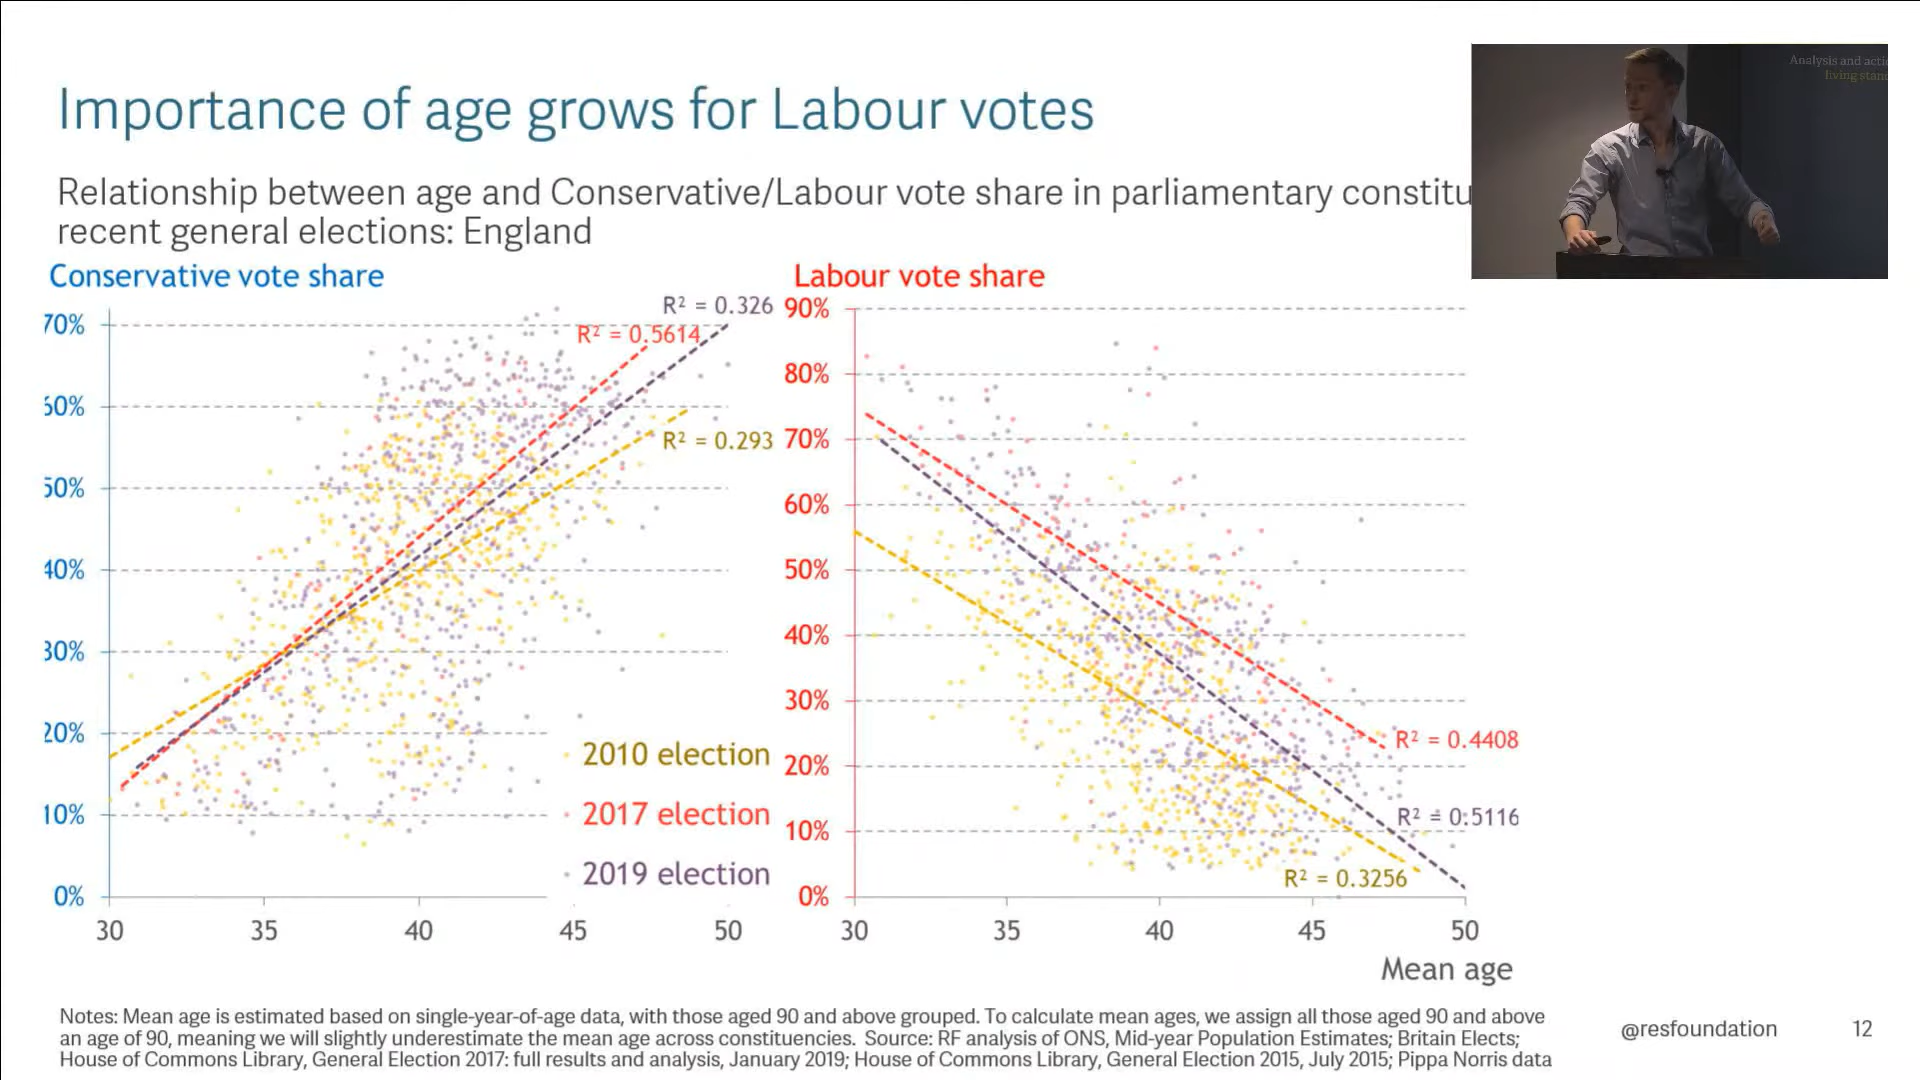 Importance of age grows for Labour votes
Analysis and actio
living stan
Relationship between age and Conservative/Labour vote share in parliamentary constitu
recent general elections: England
Conservative vote share
Labour vote share
70%
60%
50%
40%
30%
20%
10%
0%
30 35 40 45 50
R² = 0.326
R² = 0.5614
R² = 0.293
2010 election
2017 election
2019 election
90%
80%
70%
60%
50%
40%
30%
20%
10%
0%
30 35 40 45 50
R² = 0.4408
R² = 0.5116
R² = 0.3256
Mean age
Notes: Mean age is estimated based on single-year-of-age data, with those aged 90 and above grouped. To calculate mean ages, we assign all those aged 90 and above
an age of 90, meaning we will slightly underestimate the mean age across constituencies. Source: RF analysis of ONS, Mid-year Population Estimates; Britain Elects;
House of Commons Library, General Election 2017: full results and analysis, January 2019; House of Commons Library, General Election 2015, July 2015; Pippa Norris data
@resfoundation
12